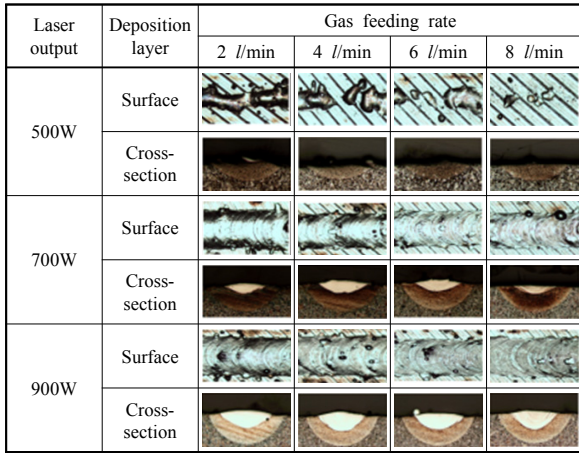 Laser output
Deposition layer
Gas feeding rate
2 l/min
4 l/min
6 l/min
8 l/min
500W
Surface
Cross-
section
700W
Surface
Cross-
section
900W
Surface
Cross-
section